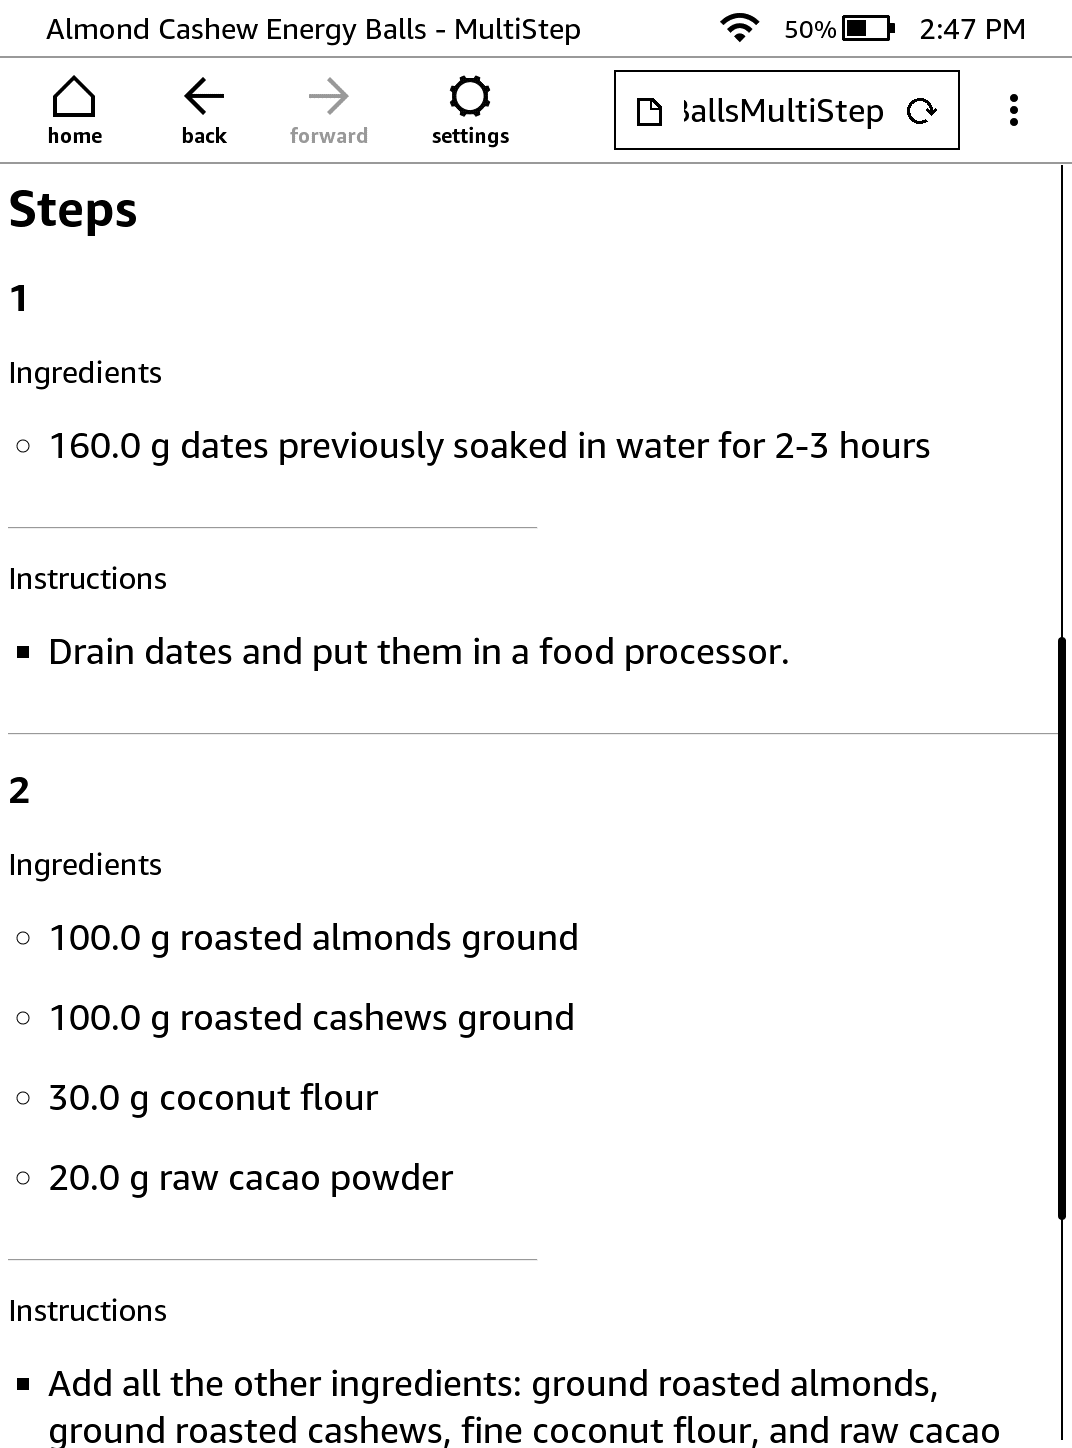 Almond Cashew Energy Balls - MultiStep 50% 2:47 PM
home back forward settings
BallsMultiStep
Steps
1
Ingredients
160.0 g dates previously soaked in water for 2-3 hours
Instructions
Drain dates and put them in a food processor.
2
Ingredients
100.0 g roasted almonds ground
100.0 g roasted cashews ground
30.0 g coconut flour
20.0 g raw cacao powder
Instructions
Add all the other ingredients: ground roasted almonds,
ground roasted cashews, fine coconut flour, and raw cacao